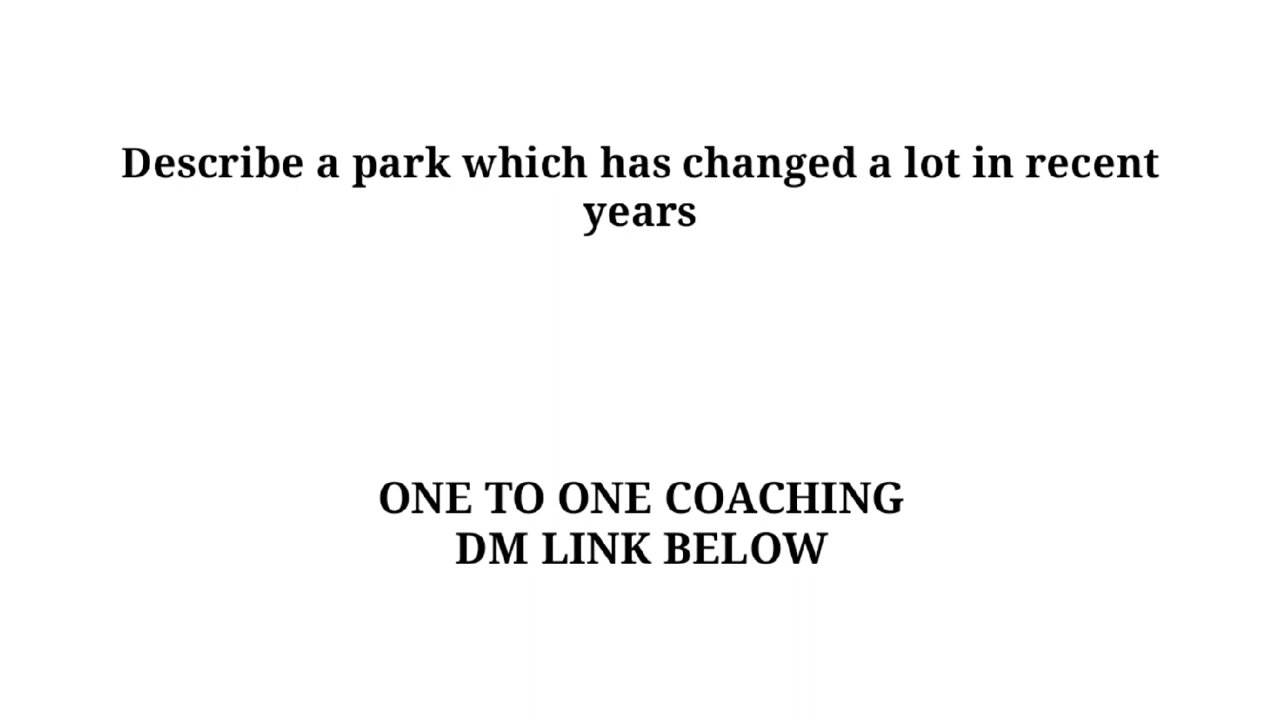 Describe a park which has changed a lot in recent
years
ONE TO ONE COACHING
DM LINK BELOW